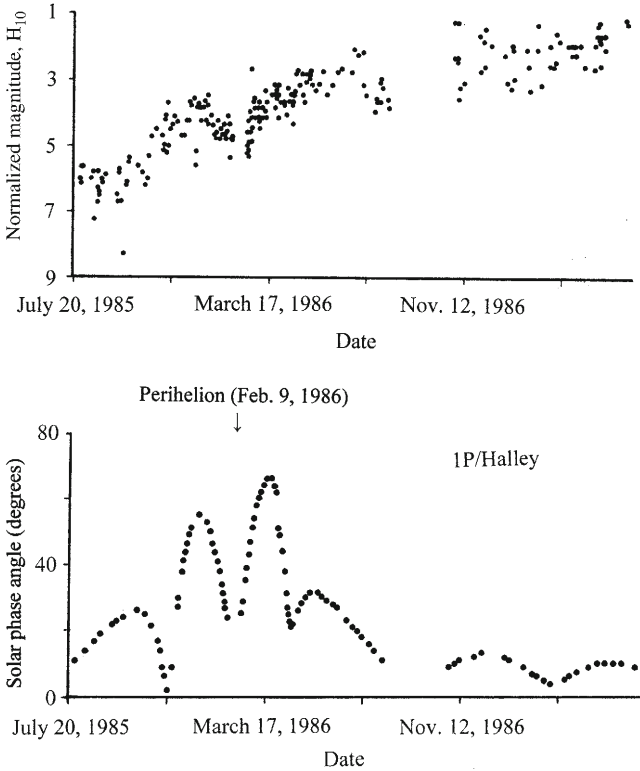 Normalized magnitude, H10
1
3
5
7
9
July 20, 1985 March 17, 1986 Nov. 12, 1986
Date
Perihelion (Feb. 9, 1986)
↓
1P/Halley
Solar phase angle (degrees)
80
40
0
July 20, 1985 March 17, 1986 Nov. 12, 1986
Date